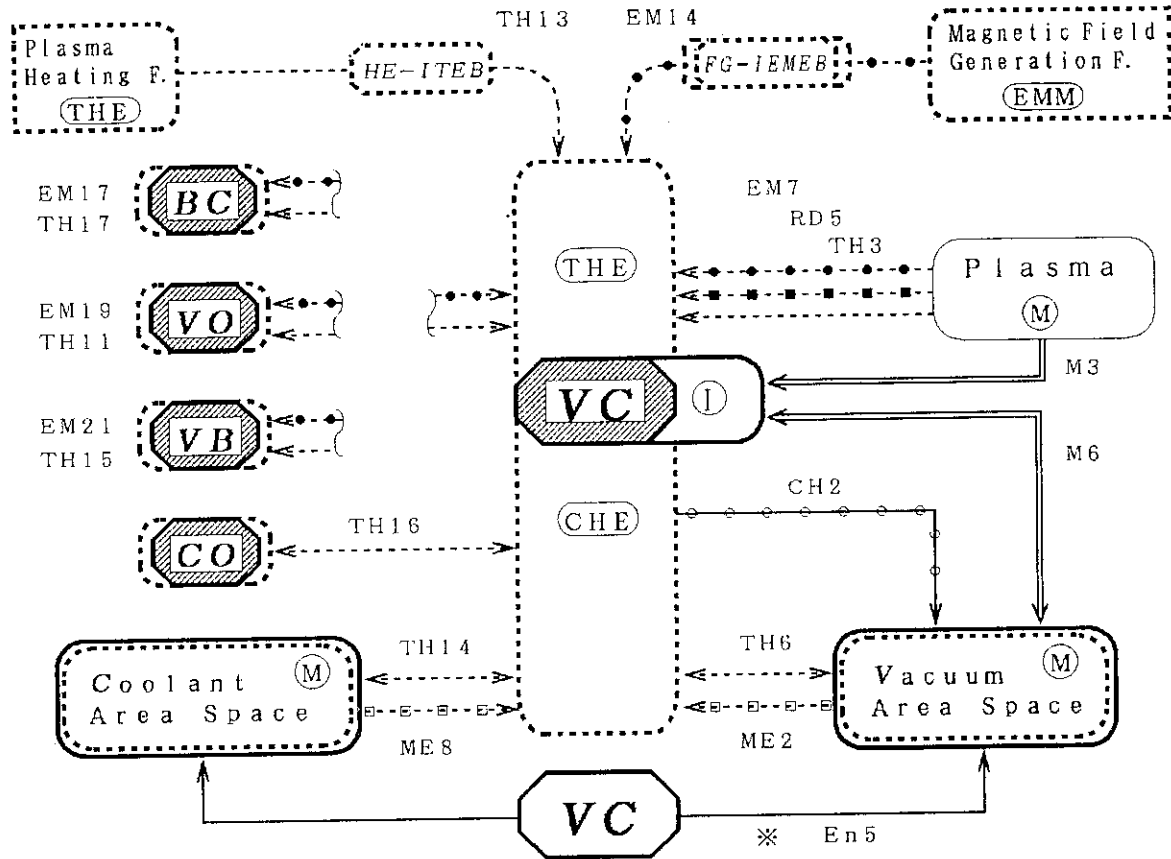 TH13
EM14
Plasma
Heating F.
THE
HE-ITEB
FG-IEMEB
Magnetic Field
Generation F.
EMM
EM17
TH17
BC
EM7
RD5
TH3
THE
Plasma
M
EM19
TH11
VO
M3
VC
I
EM21
TH15
VB
M6
CH2
CHE
CO
TH16
Coolant
Area Space
M
TH14
ME8
TH6
ME2
Vacuum
Area Space
M
VC
※ En5